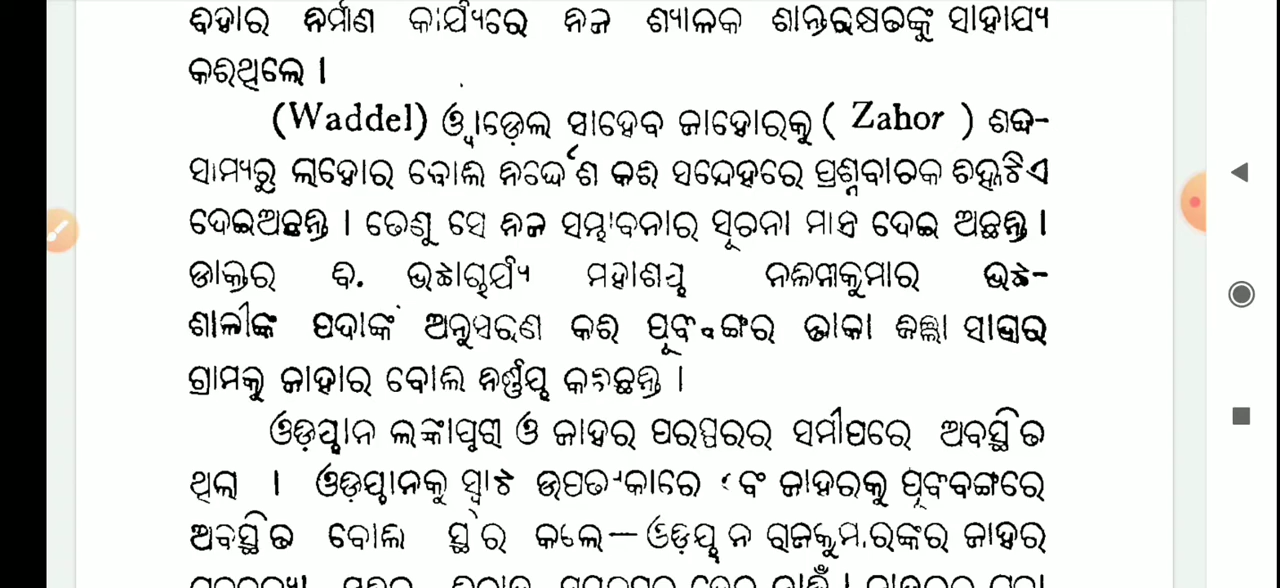 ବିହାର ନିର୍ମାଣ କାର୍ଯ୍ୟରେ ନିଜ ଶ୍ୟାଳକ ଶାନ୍ତରକ୍ଷିତଙ୍କୁ ସାହାଯ୍ୟ
କରିଥିଲେ ।
(Waddel) ଓ୍ୱାଡ଼େଲ ସାହେବ ଜାହୋରକୁ ( Zahor ) ଶବ୍ଦ-
ସାମ୍ୟରୁ ଲାହୋର ବୋଲି ନିର୍ଦ୍ଦେଶ କରି ସନ୍ଦେହରେ ପ୍ରଶ୍ନବାଚକ ଚିହ୍ନଟିଏ
ଦେଇଅଛନ୍ତି । ତେଣୁ ସେ ନିଜ ସମ୍ଭାବନାର ସୂଚନା ମାତ୍ର ଦେଇ ଅଛନ୍ତି ।
ଡାକ୍ତର ବି. ଭଟ୍ଟାଚାର୍ଯ୍ୟ ମହାଶୟ ନଳିନୀକୁମାର ଭଟ୍ଟ-
ଶାଳୀଙ୍କ ପଦାଙ୍କ ଅନୁସରଣ କରି ପୂର୍ବବଙ୍ଗର ଢାକା ଜିଲ୍ଲା ସାଭାର
ଗ୍ରାମକୁ ଜାହାର ବୋଲି ନିର୍ଣ୍ଣୟ କରିଛନ୍ତି ।
ଓଡ଼ିୟାନ ଲଙ୍କାପୁରୀ ଓ ଜାହର ପରସ୍ପରର ସମୀପରେ ଅବସ୍ଥିତ
ଥିଲା । ଓଡ଼ିୟାନକୁ ସ୍ୱାଟ ଉପତ୍ୟକାରେ ଏବଂ ଜାହରକୁ ପୂର୍ବବଙ୍ଗରେ
ଅବସ୍ଥିତ ବୋଲି ସ୍ଥିର କଲେ—ଓଡ଼ିୟାନ ରାଜକୁମାରଙ୍କର ଜାହର